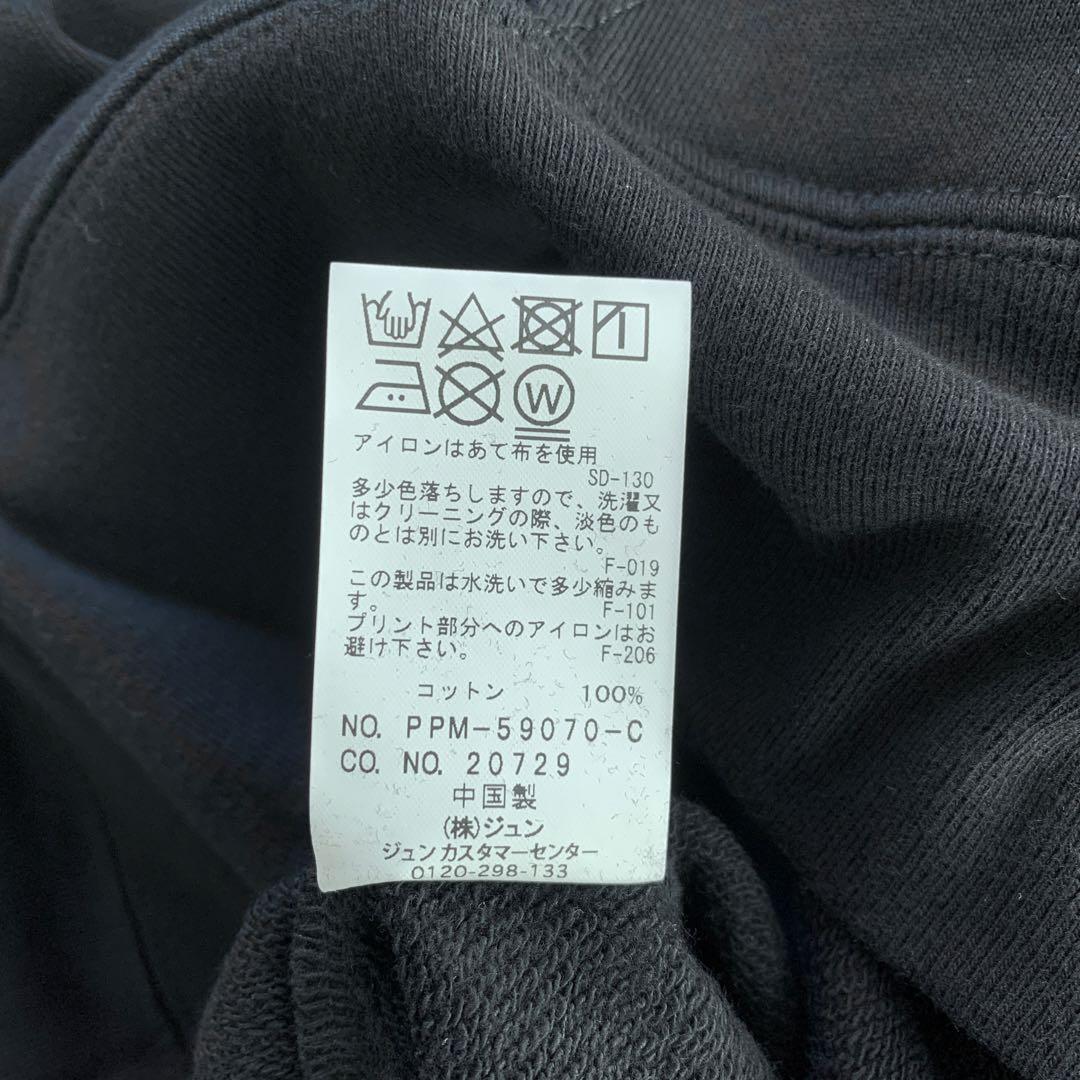 W
アイロンはあて布を使用
SD-130
多少色落ちしますので、洗濯又
はクリーニングの際、淡色のも
のとは別にお洗い下さい。
F-019
この製品は水洗いで多少縮みま
す。 F-101
プリント部分へのアイロンはお
避け下さい。 F-206
コットン 100%
NO. PPM-59070-C
CO. NO. 20729
中国製
(株)ジュン
ジュン カスタマーセンター
0120-298-133